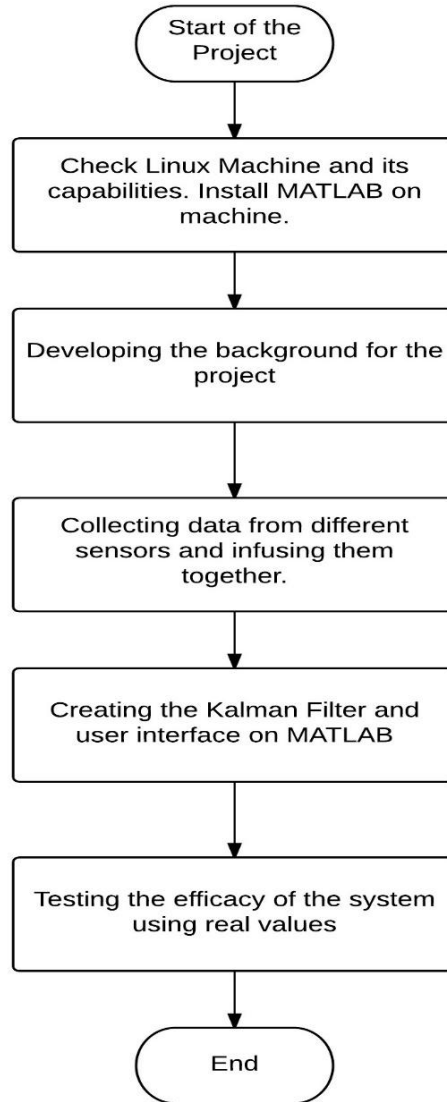 Start of the
Project
Check Linux Machine and its
capabilities. Install MATLAB on
machine.
Developing the background for the
project
Collecting data from different
sensors and infusing them
together.
Creating the Kalman Filter and
user interface on MATLAB
Testing the efficacy of the system
using real values
End